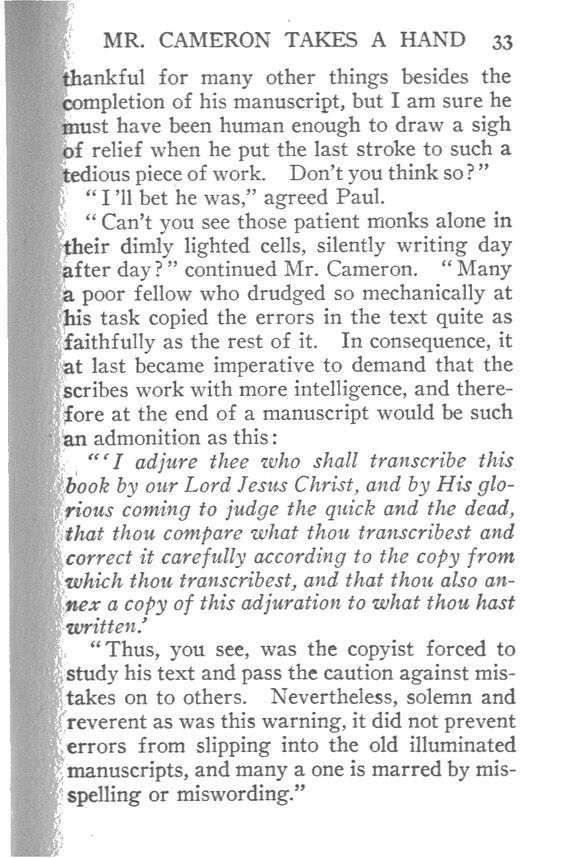 MR. CAMERON TAKES A HAND 33
thankful for many other things besides the
completion of his manuscript, but I am sure he
must have been human enough to draw a sigh
of relief when he put the last stroke to such a
tedious piece of work. Don't you think so?"
"I'll bet he was," agreed Paul.
"Can't you see those patient monks alone in
their dimly lighted cells, silently writing day
after day?" continued Mr. Cameron. "Many
a poor fellow who drudged so mechanically at
his task copied the errors in the text quite as
faithfully as the rest of it. In consequence, it
at last became imperative to demand that the
scribes work with more intelligence, and there-
fore at the end of a manuscript would be such
an admonition as this:
"'I adjure thee who shall transcribe this
book by our Lord Jesus Christ, and by His glo-
rious coming to judge the quick and the dead,
that thou compare what thou transcribest and
correct it carefully according to the copy from
which thou transcribest, and that thou also an-
nex a copy of this adjuration to what thou hast
written.'
"Thus, you see, was the copyist forced to
study his text and pass the caution against mis-
takes on to others. Nevertheless, solemn and
reverent as was this warning, it did not prevent
errors from slipping into the old illuminated
manuscripts, and many a one is marred by mis-
spelling or miswording."